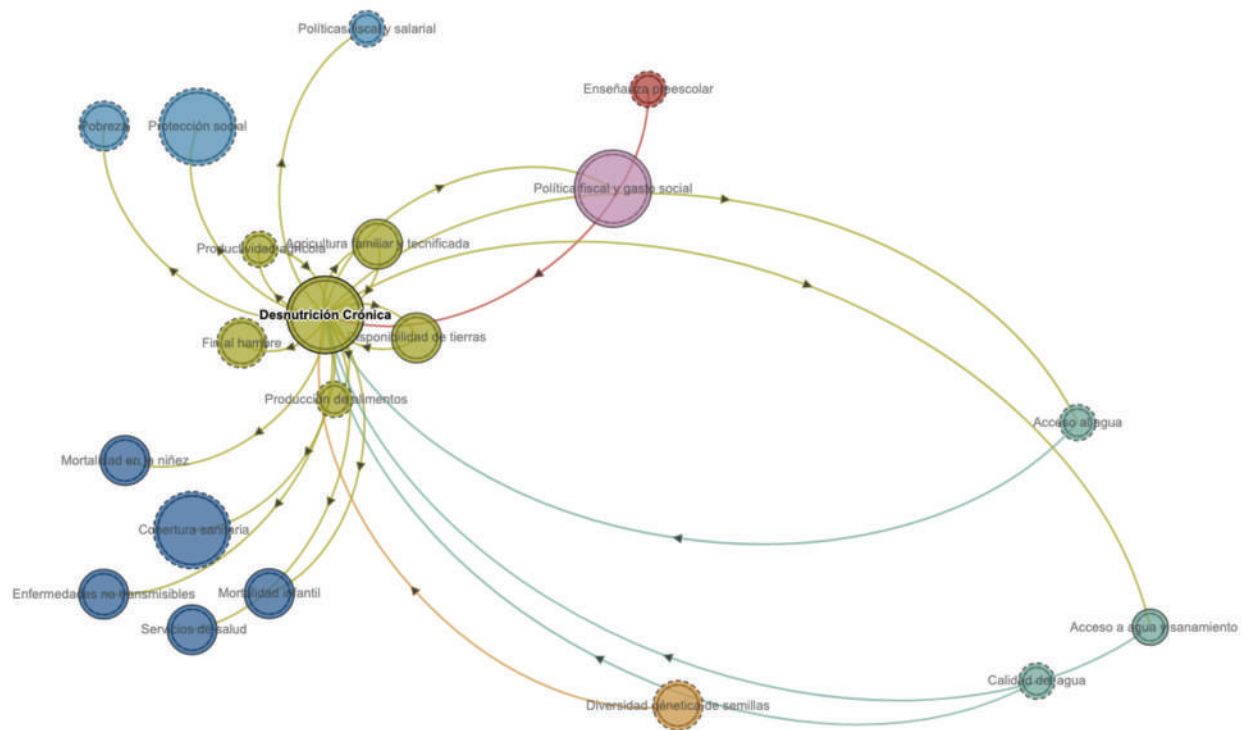 Políticas fiscal y salarial
Enseñanza preescolar
Pobreza
Protección social
Política fiscal y gasto social
Productividad agrícola
Agricultura familiar y tecnificada
Desnutrición Crónica
Fin al hambre
Disponibilidad de tierras
Producción de alimentos
Acceso al agua
Mortalidad en la niñez
Cobertura sanitaria
Enfermedades no transmisibles
Mortalidad infantil
Servicios de salud
Acceso a agua y sanamiento
Calidad del agua
Diversidad génetica de semillas